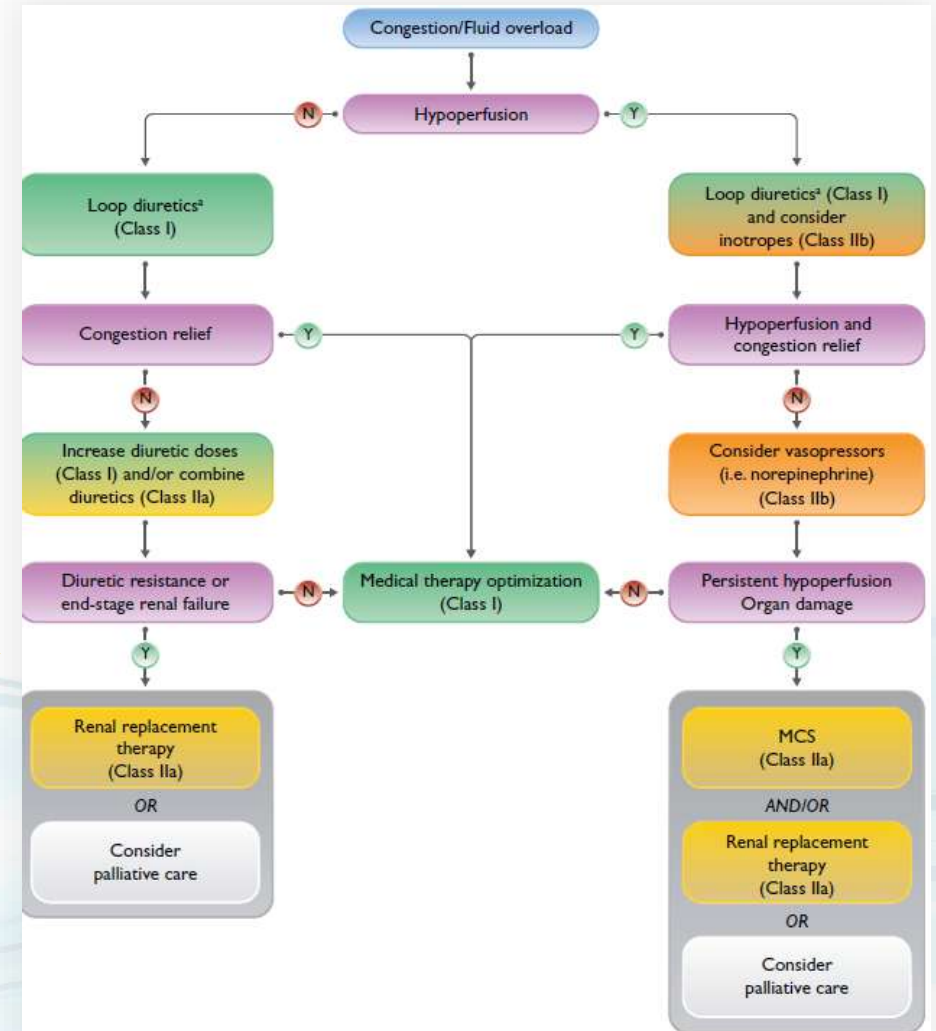 Congestion/Fluid overload
N
Hypoperfusion
Y
Loop diureticsᵃ
(Class I)
Loop diureticsᵃ (Class I)
and consider
inotropes (Class IIb)
Congestion relief
Y
Y
Hypoperfusion and
congestion relief
N
N
Increase diuretic doses
(Class I) and/or combine
diuretics (Class IIa)
Consider vasopressors
(i.e. norepinephrine)
(Class IIb)
Diuretic resistance or
end-stage renal failure
N
Medical therapy optimization
(Class I)
N
Persistent hypoperfusion
Organ damage
Y
Y
Renal replacement
therapy
(Class IIa)
OR
Consider
palliative care
MCS
(Class IIa)
AND/OR
Renal replacement
therapy
(Class IIa)
OR
Consider
palliative care